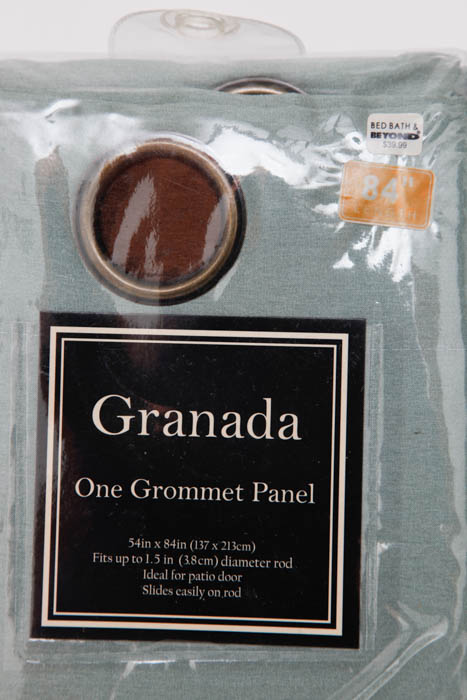 BED BATH &
BEYOND
$39.99
84"
Granada
One Grommet Panel
54in x 84in (137 x 213cm)
Fits up to 1.5 in (3.8cm) diameter rod
Ideal for patio door
Slides easily on rod